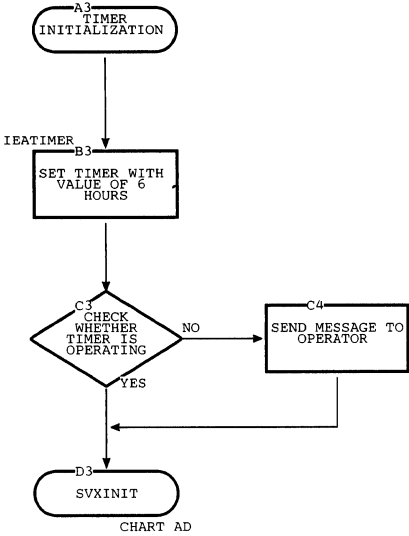 A3
TIMER
INITIALIZATION
IEATIMER
B3
SET TIMER WITH
VALUE OF 6
HOURS
C3
CHECK
WHETHER
TIMER IS
OPERATING
NO
YES
C4
SEND MESSAGE TO
OPERATOR
D3
SVXINIT
CHART AD